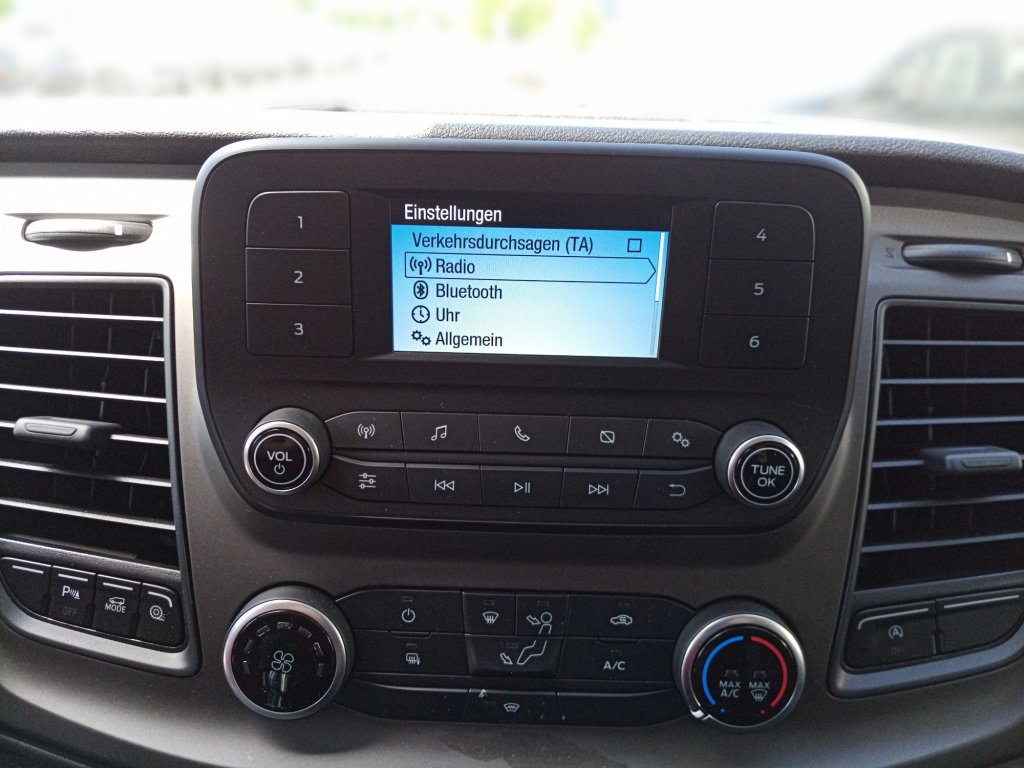 Einstellungen
Verkehrsdurchsagen (TA)
Radio
Bluetooth
Uhr
Allgemein
1
2
3
4
5
6
VOL
TUNE
OK
P
OFF
MODE
A/C
MAX
A/C
MAX
A
OFF